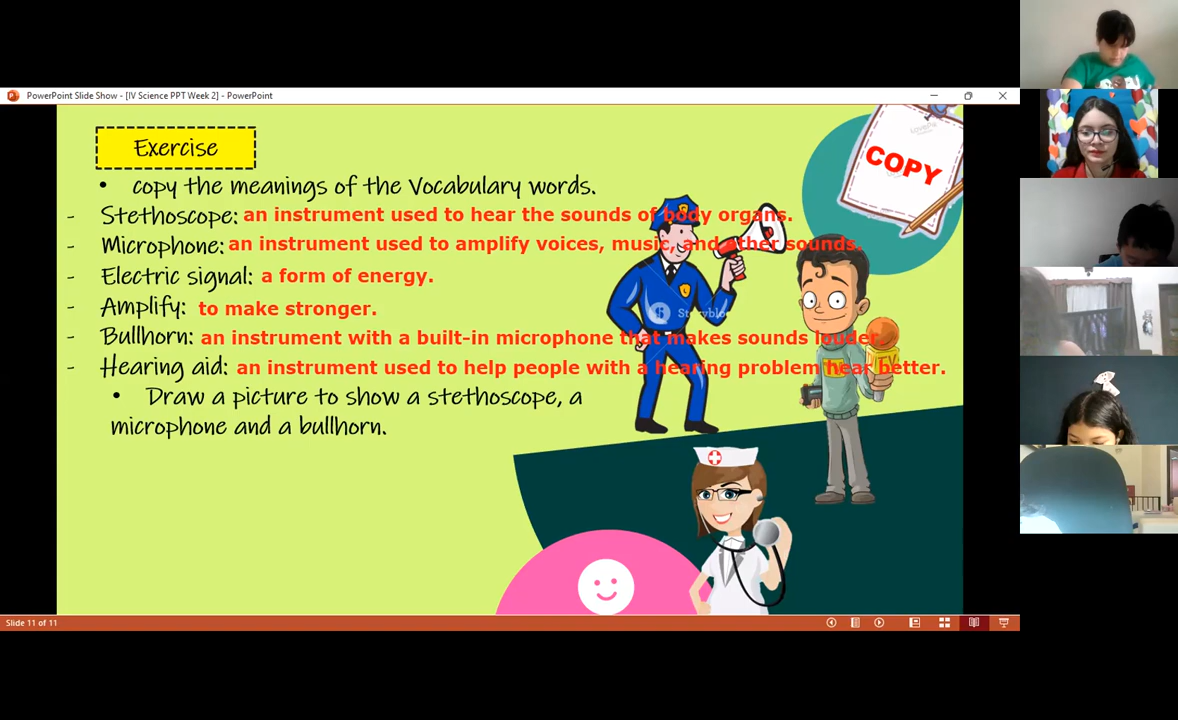 PowerPoint Slide Show - [IV Science PPT Week 2] - PowerPoint
Exercise
COPY
• copy the meanings of the Vocabulary words.
- Stethoscope: an instrument used to hear the sounds of body organs.
- Microphone: an instrument used to amplify voices, music, and other sounds.
- Electric signal: a form of energy.
- Amplify: to make stronger.
- Bullhorn: an instrument with a built-in microphone that makes sounds louder.
- Hearing aid: an instrument used to help people with a hearing problem hear better.
TV
• Draw a picture to show a stethoscope, a
microphone and a bullhorn.
Slide 11 of 11